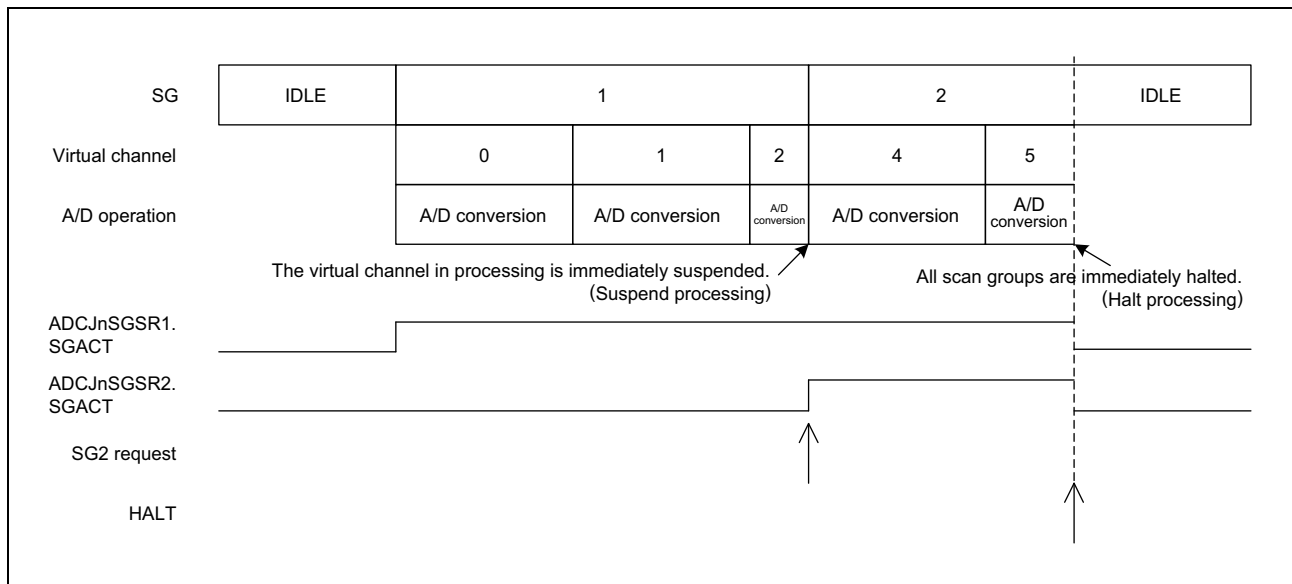 SG IDLE 1 2 IDLE
Virtual channel 0 1 2 4 5
A/D operation A/D conversion A/D conversion A/D conversion A/D conversion A/D conversion
The virtual channel in processing is immediately suspended.
(Suspend processing)
All scan groups are immediately halted.
(Halt processing)
ADCJnSGSR1.
SGACT
ADCJnSGSR2.
SGACT
SG2 request
HALT